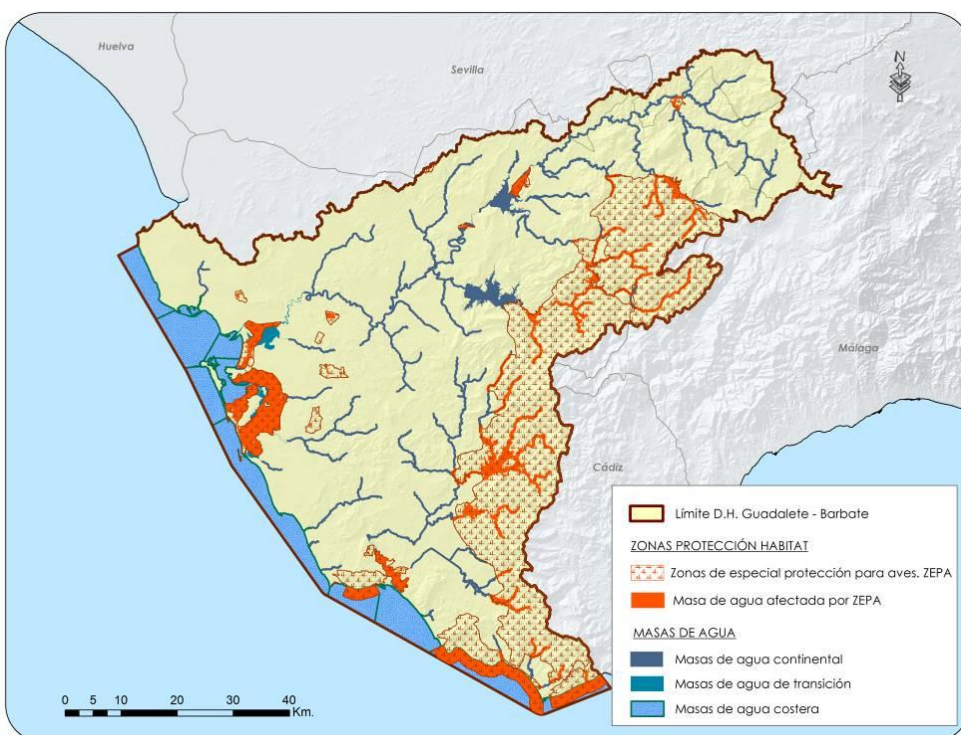 Huelva
Sevilla
N
Málaga
Cádiz
Límite D.H. Guadalete - Barbate
ZONAS PROTECCIÓN HABITAT
Zonas de especial protección para aves. ZEPA
Masa de agua afectada por ZEPA
MASAS DE AGUA
Masas de agua continental
Masas de agua de transición
Masas de agua costera
0 5 10 20 30 40
Km.